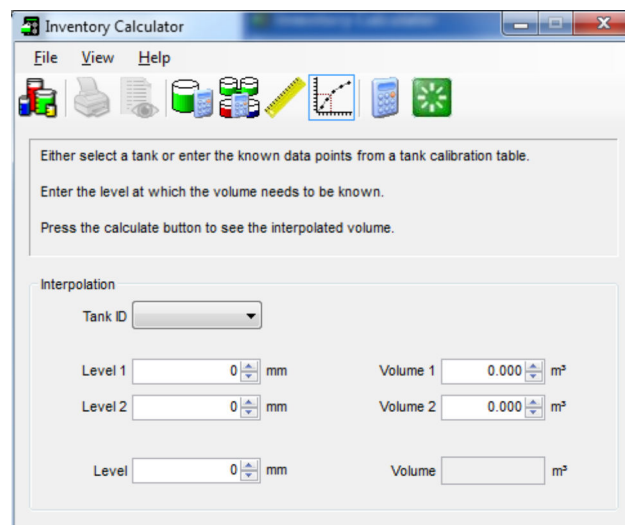 Inventory Calculator
File View Help
Either select a tank or enter the known data points from a tank calibration table.
Enter the level at which the volume needs to be known.
Press the calculate button to see the interpolated volume.
Interpolation
Tank ID
Level 1 0 mm Volume 1 0.000 m³
Level 2 0 mm Volume 2 0.000 m³
Level 0 mm Volume m³